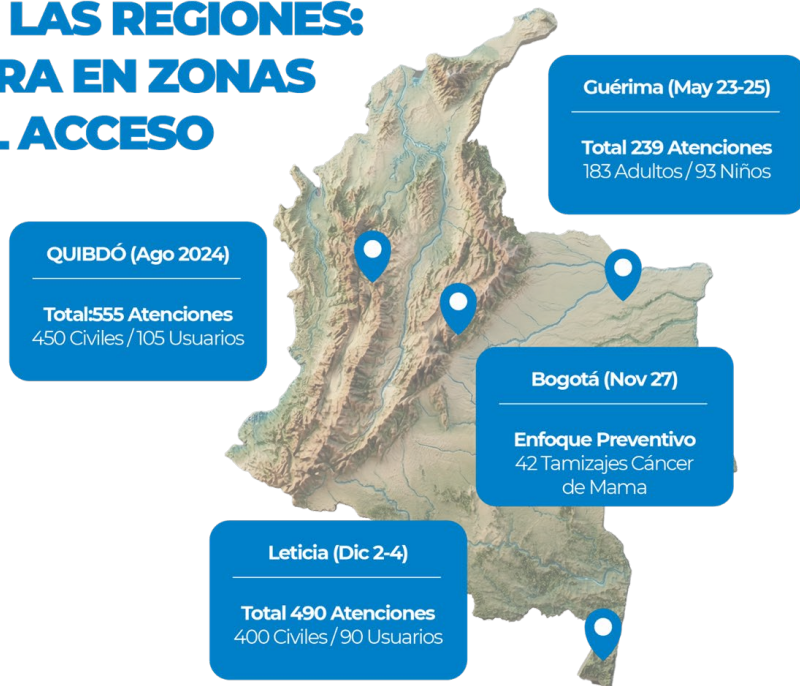 LAS REGIONES:
RA EN ZONAS
L ACCESO
Guérima (May 23-25)
Total 239 Atenciones
183 Adultos / 93 Niños
QUIBDÓ (Ago 2024)
Total:555 Atenciones
450 Civiles / 105 Usuarios
Bogotá (Nov 27)
Enfoque Preventivo
42 Tamizajes Cáncer
de Mama
Leticia (Dic 2-4)
Total 490 Atenciones
400 Civiles / 90 Usuarios